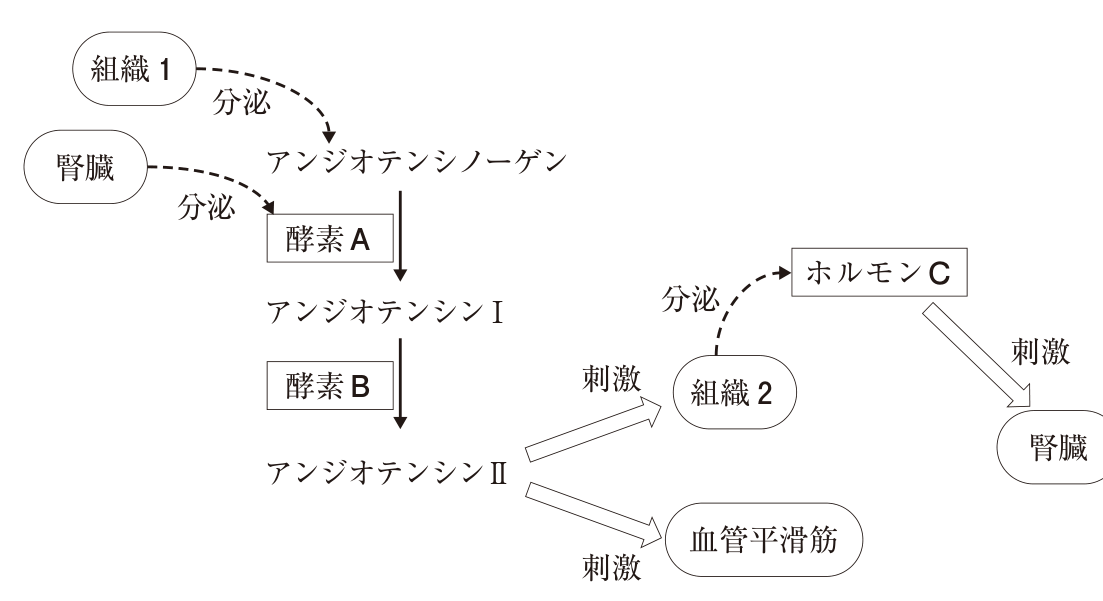 組織1
分泌
アンジオテンシノーゲン
腎臓
分泌
酵素A
アンジオテンシンⅠ
酵素B
アンジオテンシンⅡ
刺激
組織2
分泌
ホルモンC
刺激
腎臓
刺激
血管平滑筋